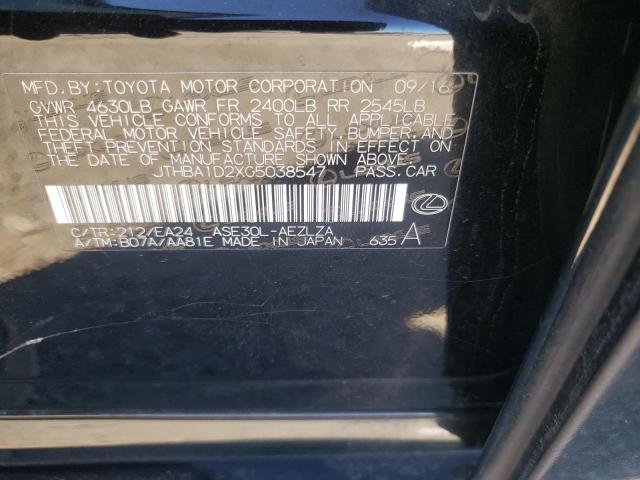 MFD.BY:TOYOTA MOTOR CORPORATION 09/16
GVWR 4630LB GAWR FR 2400LB RR 2545LB
THIS VEHICLE CONFORMS TO ALL APPLICABLE
FEDERAL MOTOR VEHICLE SAFETY,BUMPER,AND
THEFT PREVENTION STANDARDS IN EFFECT ON
THE DATE OF MANUFACTURE SHOWN ABOVE.
JTHBA1D2XG5038547 PASS.CAR
C/TR:212/EA24 ASE30L-AEZLZA
A/TM:B07A/AA81E MADE IN JAPAN 635 A